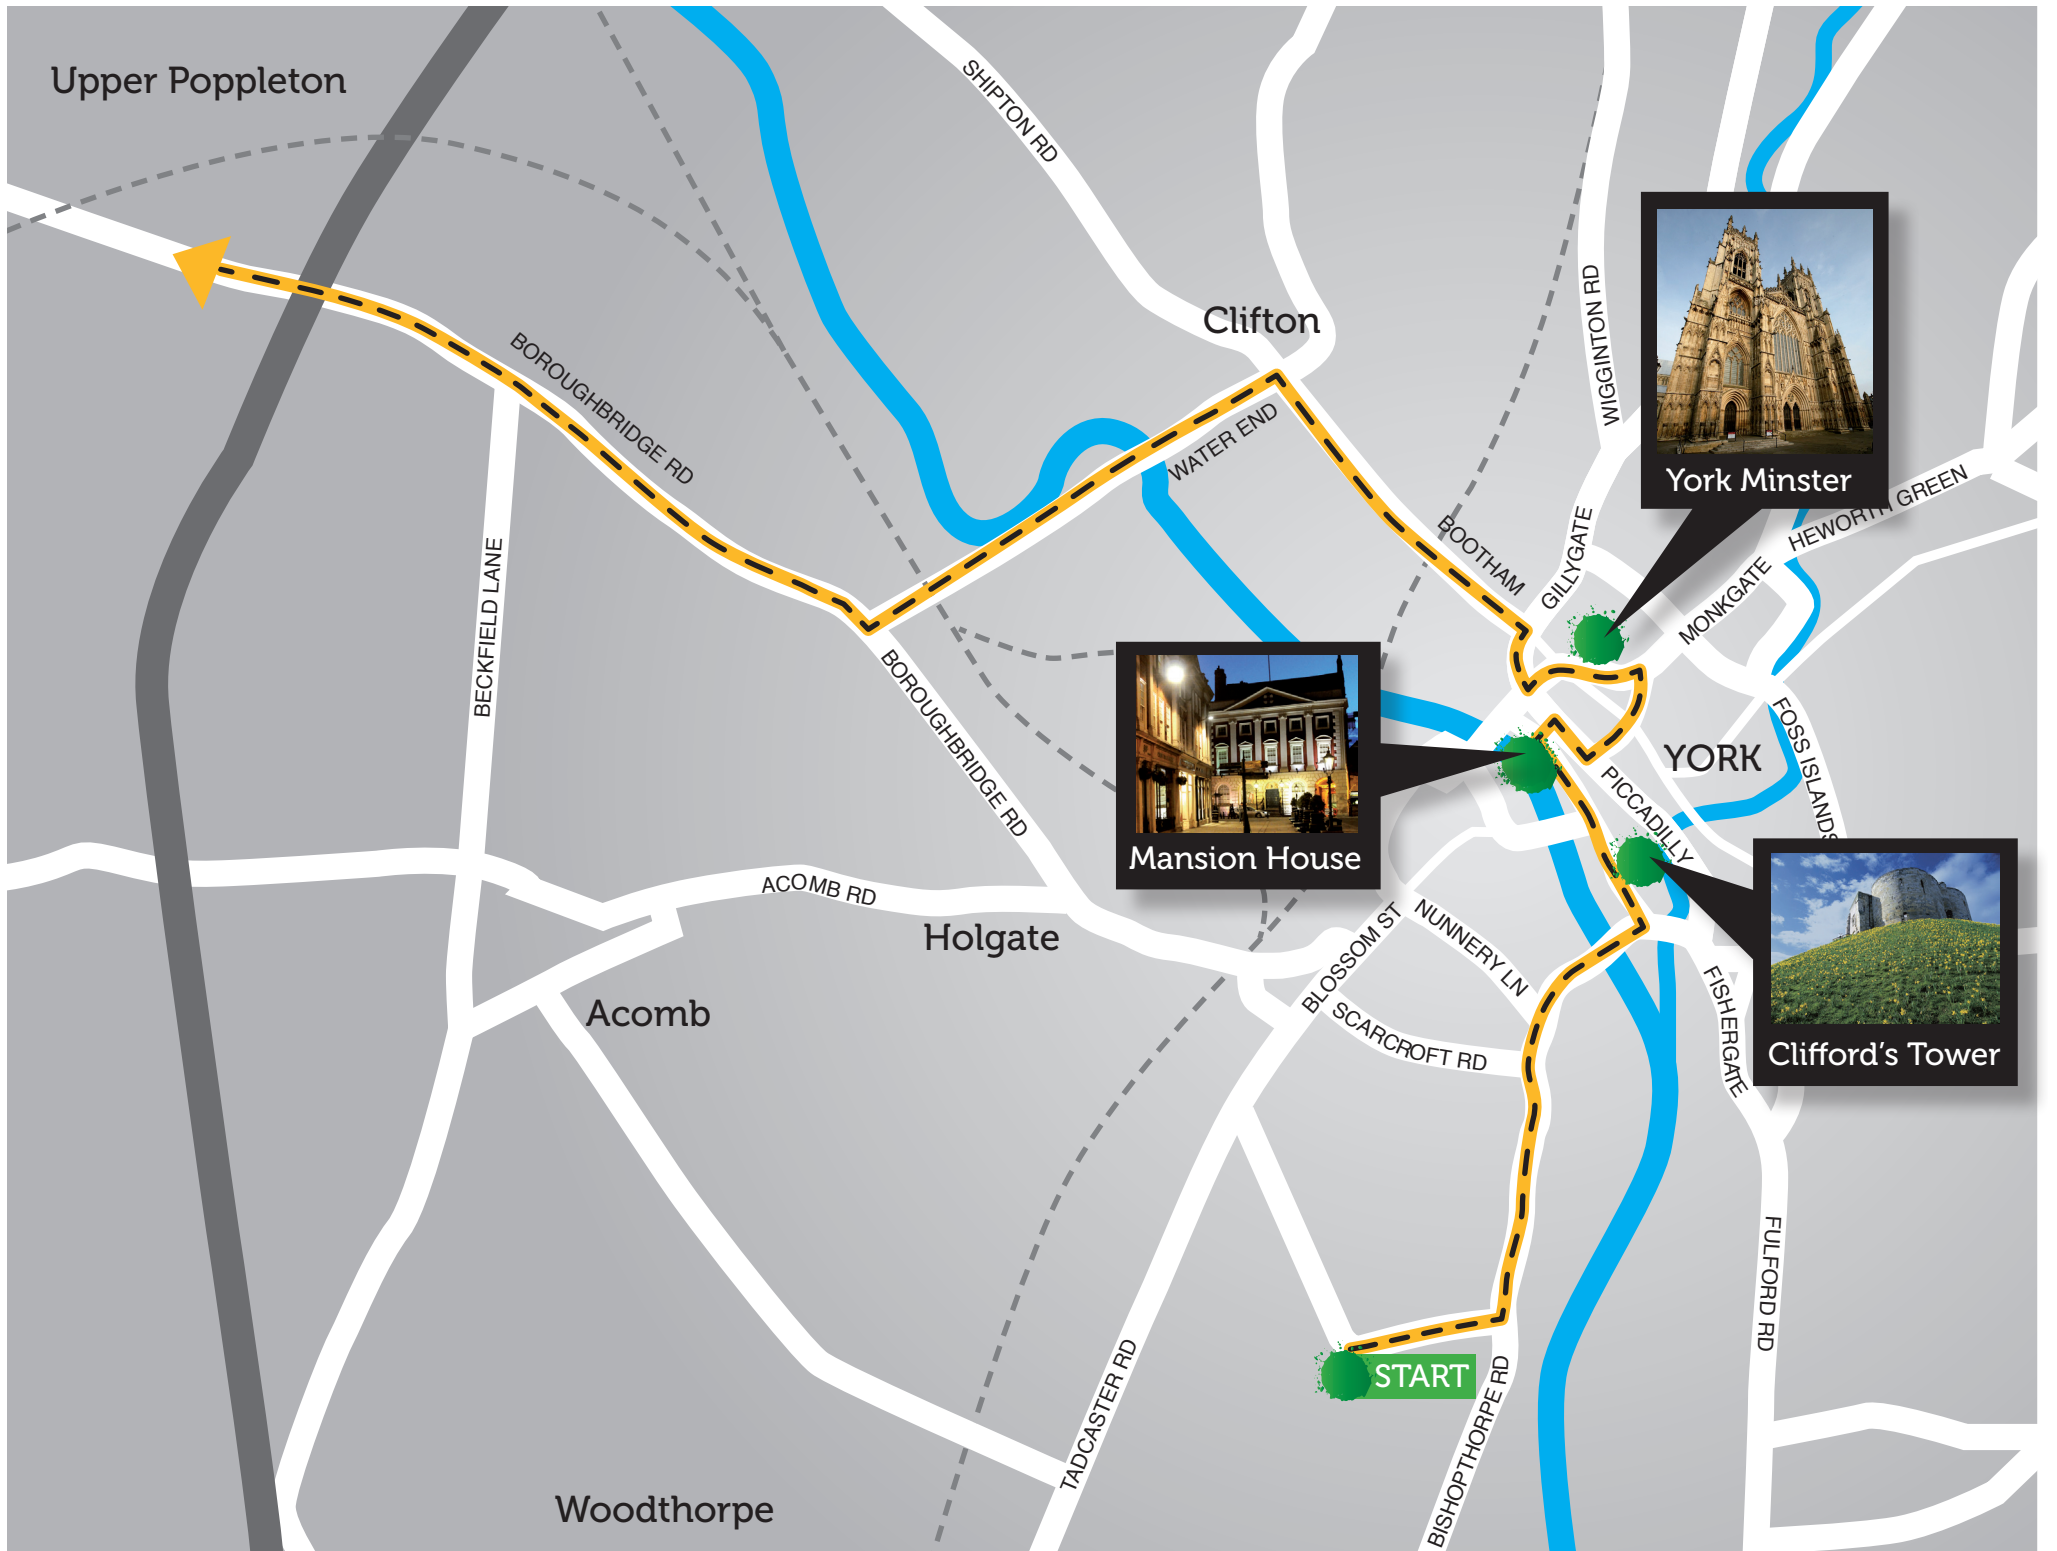 Upper Poppleton
SHIPTON RD
Clifton
WIGGINTON RD
York Minster
BOROUGHBRIDGE RD
WATER END
BOOTHAM
GILLYGATE
HEWORTH GREEN
MONKGATE
BECKFIELD LANE
BOROUGHBRIDGE RD
YORK
FOSS ISLANDS
PICCADILLY
Mansion House
ACOMB RD
Holgate
BLOSSOM ST
NUNNERY LN
SCARCROFT RD
FISHERGATE
Clifford's Tower
Acomb
FULFORD RD
START
TADCASTER RD
BISHOPTHORPE RD
Woodthorpe